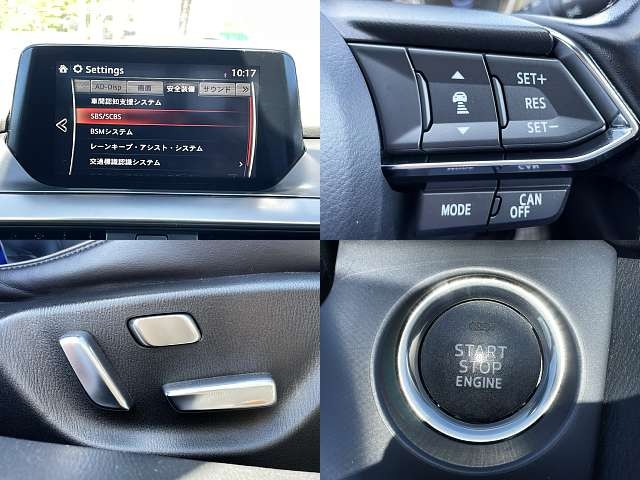 Settings
10:17
AD-Disp 画面 安全装備 サウンド
車間認知支援システム
SBS/SCBS
BSMシステム
レーンキープ・アシスト・システム
交通標識認識システム
SET+
RES
SET-
MODE
CAN
OFF
START
STOP
ENGINE